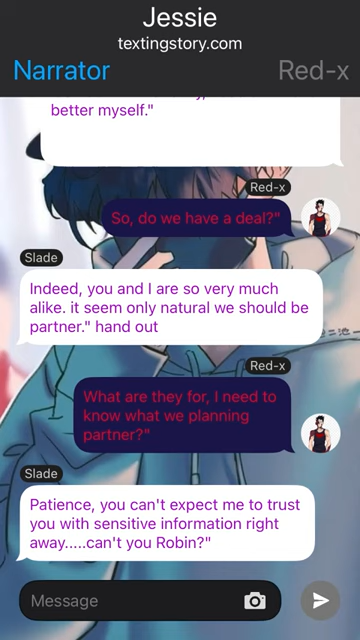 Jessie
textingstory.com
Narrator
Red-x
better myself."
Red-x
So, do we have a deal?"
Slade
Indeed, you and I are so very much
alike. it seem only natural we should be
partner." hand out
Red-x
What are they for, I need to
know what we planning
partner?"
Slade
Patience, you can't expect me to trust
you with sensitive information right
away.....can't you Robin?"
Message